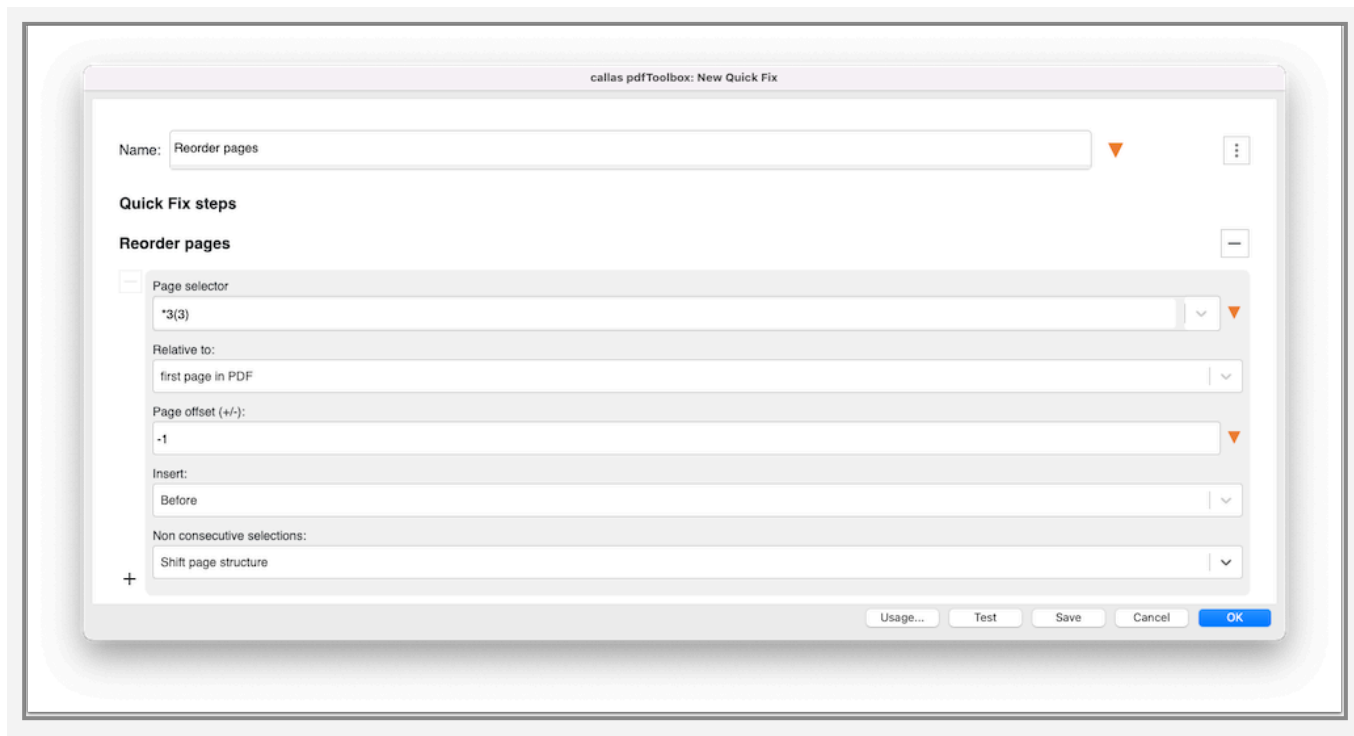 callas pdfToolbox: New Quick Fix
Name: Reorder pages
Quick Fix steps
Reorder pages
Page selector
*3(3)
Relative to:
first page in PDF
Page offset (+/-):
-1
Insert:
Before
Non consecutive selections:
Shift page structure
Usage... Test Save Cancel OK